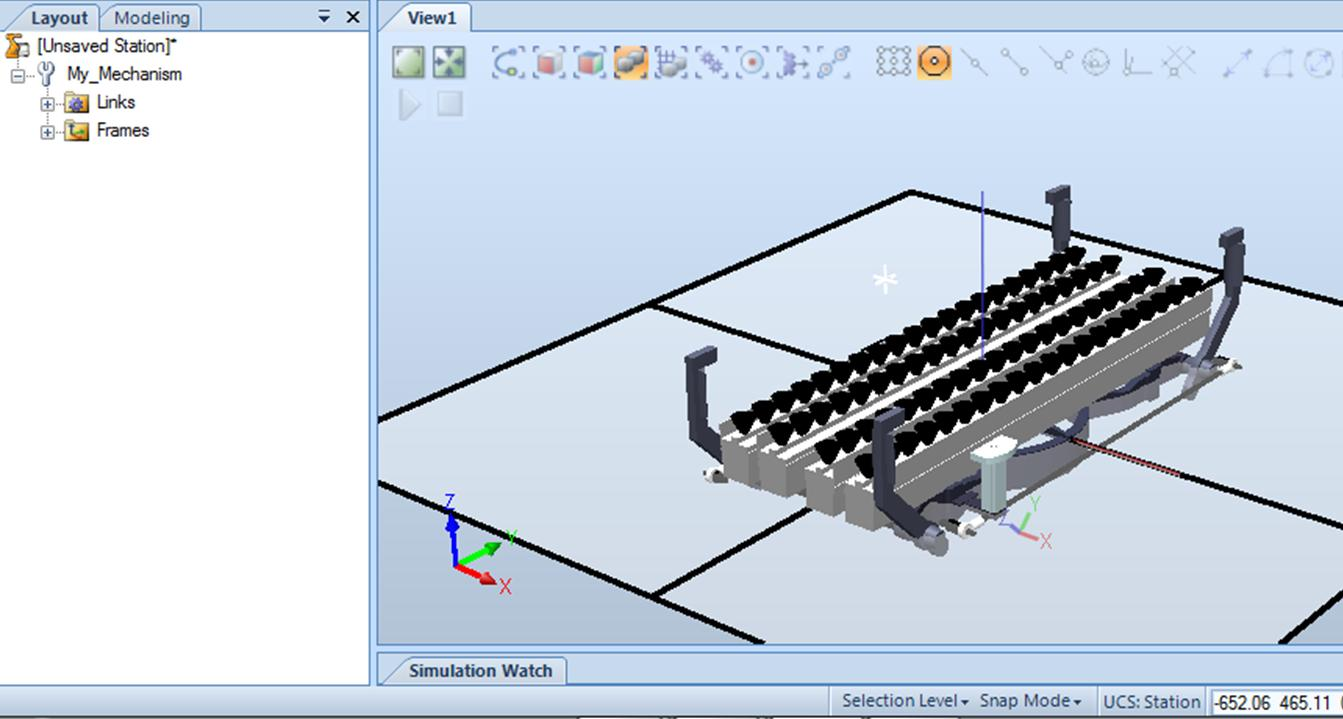 Layout
Modeling
[Unsaved Station]*
My_Mechanism
Links
Frames
View1
Z
Y
X
Y
Z
X
Simulation Watch
Selection Level
Snap Mode
UCS: Station
-652.06 465.11